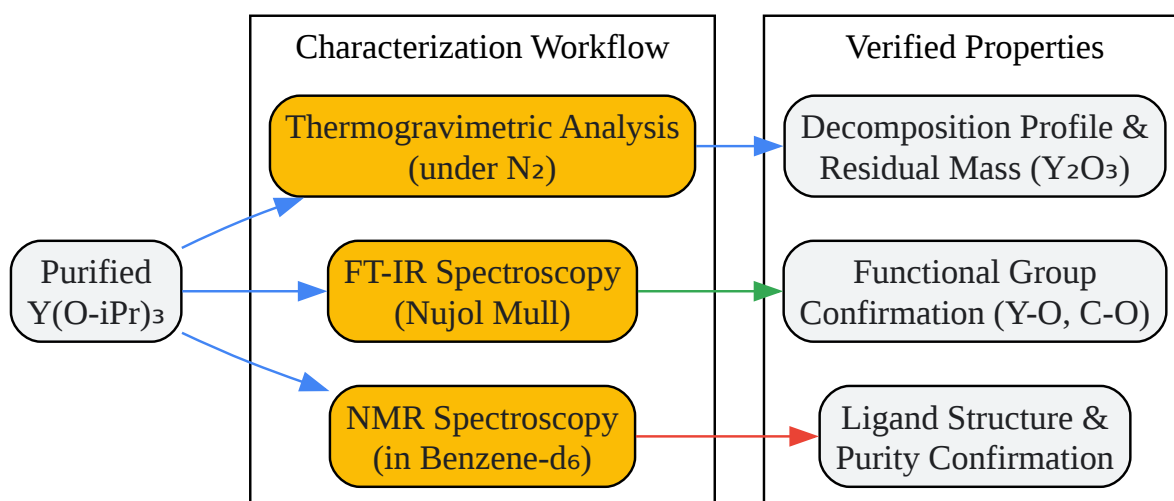 Characterization Workflow
Verified Properties
Thermogravimetric Analysis
(under N₂)
Decomposition Profile &
Residual Mass (Y₂O₃)
Purified
Y(O-iPr)₃
FT-IR Spectroscopy
(Nujol Mull)
Functional Group
Confirmation (Y-O, C-O)
NMR Spectroscopy
(in Benzene-d₆)
Ligand Structure &
Purity Confirmation